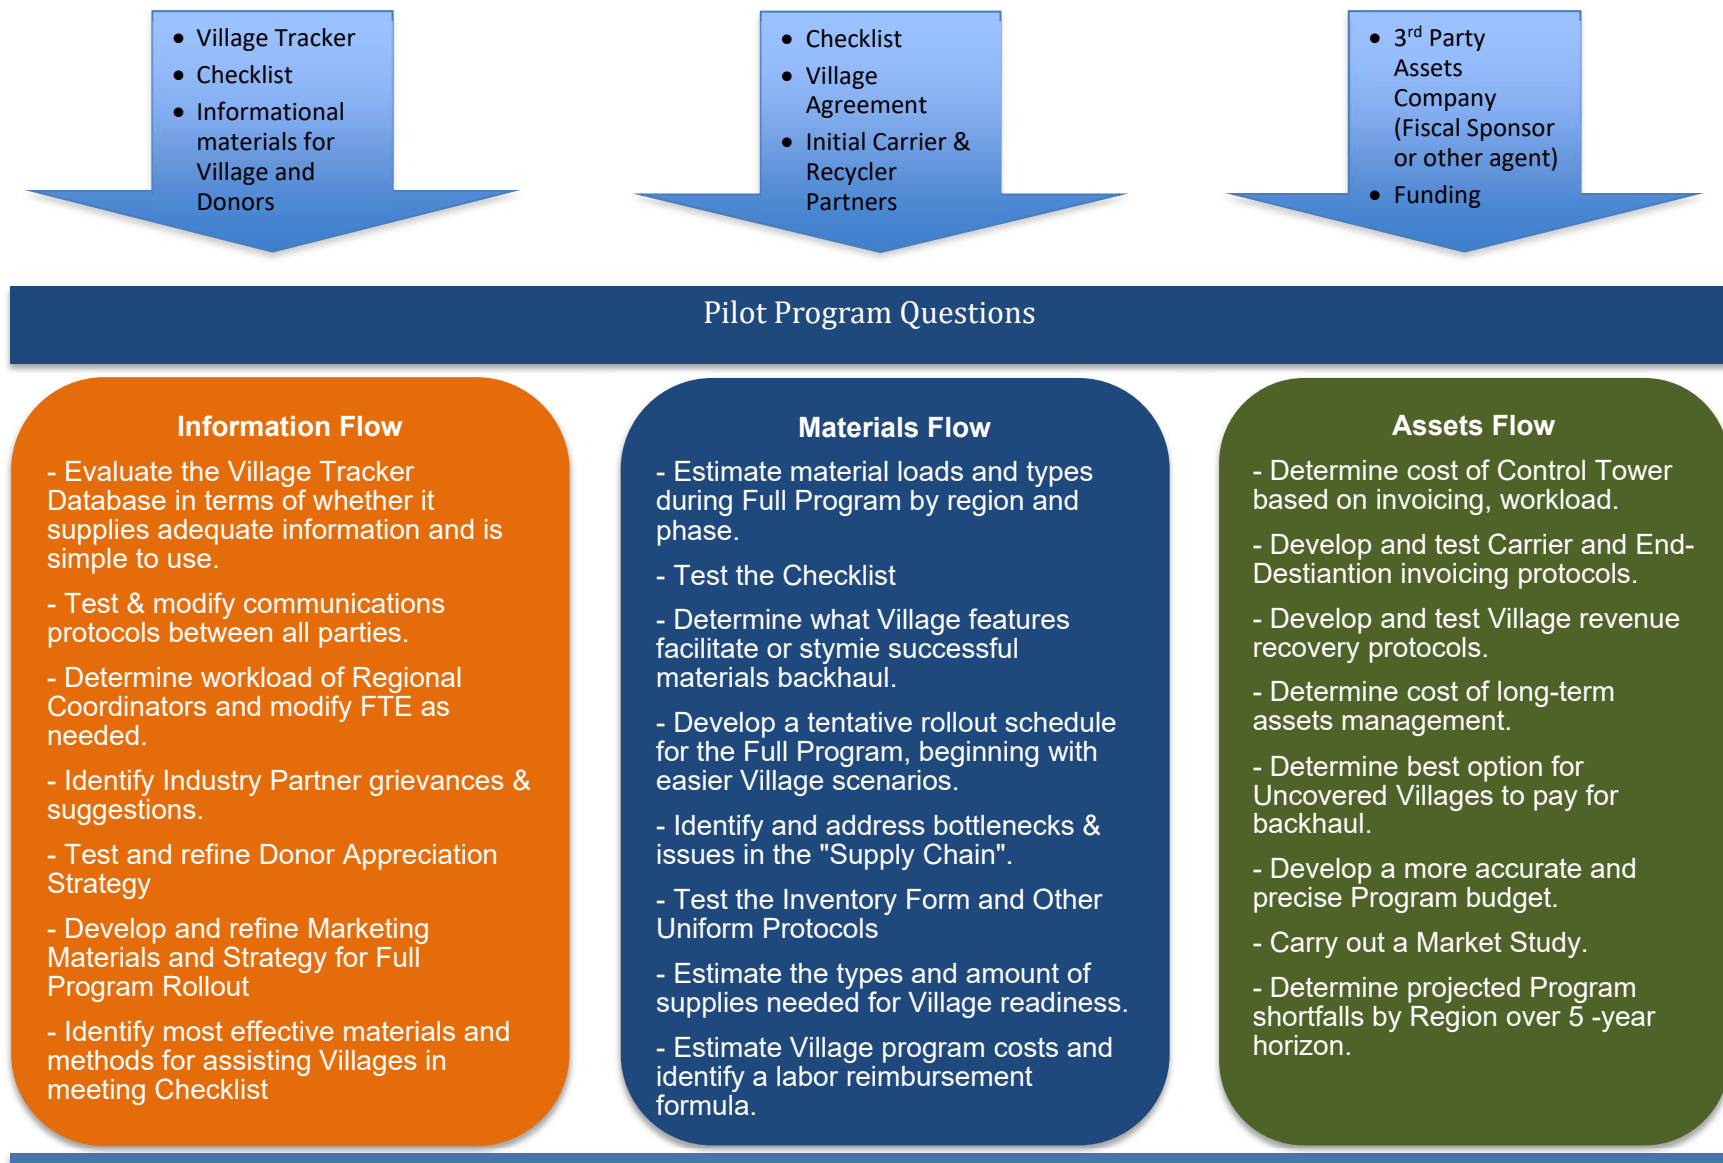 • Village Tracker
• Checklist
• Informational
materials for
Village and
Donors
• Checklist
• Village
Agreement
• Initial Carrier &
Recycler
Partners
• 3rd Party
Assets
Company
(Fiscal Sponsor
or other agent)
• Funding
Pilot Program Questions
Information Flow
- Evaluate the Village Tracker
Database in terms of whether it
supplies adequate information and is
simple to use.
- Test & modify communications
protocols between all parties.
- Determine workload of Regional
Coordinators and modify FTE as
needed.
- Identify Industry Partner grievances &
suggestions.
- Test and refine Donor Appreciation
Strategy
- Develop and refine Marketing
Materials and Strategy for Full
Program Rollout
- Identify most effective materials and
methods for assisting Villages in
meeting Checklist
Materials Flow
- Estimate material loads and types
during Full Program by region and
phase.
- Test the Checklist
- Determine what Village features
facilitate or stymie successful
materials backhaul.
- Develop a tentative rollout schedule
for the Full Program, beginning with
easier Village scenarios.
- Identify and address bottlenecks &
issues in the "Supply Chain".
- Test the Inventory Form and Other
Uniform Protocols
- Estimate the types and amount of
supplies needed for Village readiness.
- Estimate Village program costs and
identify a labor reimbursement
formula.
Assets Flow
- Determine cost of Control Tower
based on invoicing, workload.
- Develop and test Carrier and End-
Destiantion invoicing protocols.
- Develop and test Village revenue
recovery protocols.
- Determine cost of long-term
assets management.
- Determine best option for
Uncovered Villages to pay for
backhaul.
- Develop a more accurate and
precise Program budget.
- Carry out a Market Study.
- Determine projected Program
shortfalls by Region over 5 -year
horizon.